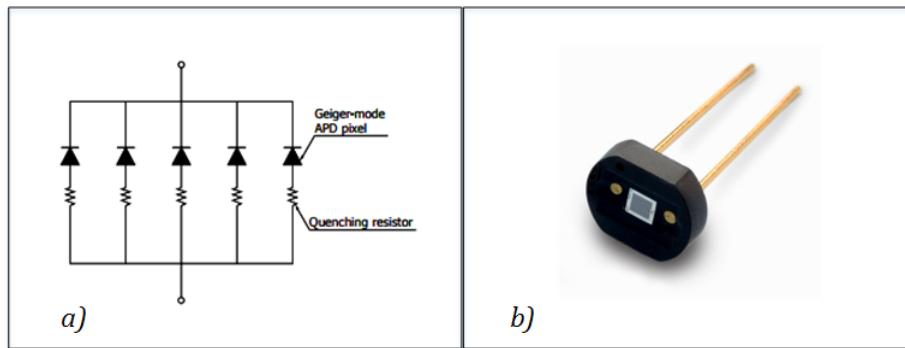 Geiger-mode
APD pixel
Quenching resistor
a)
b)